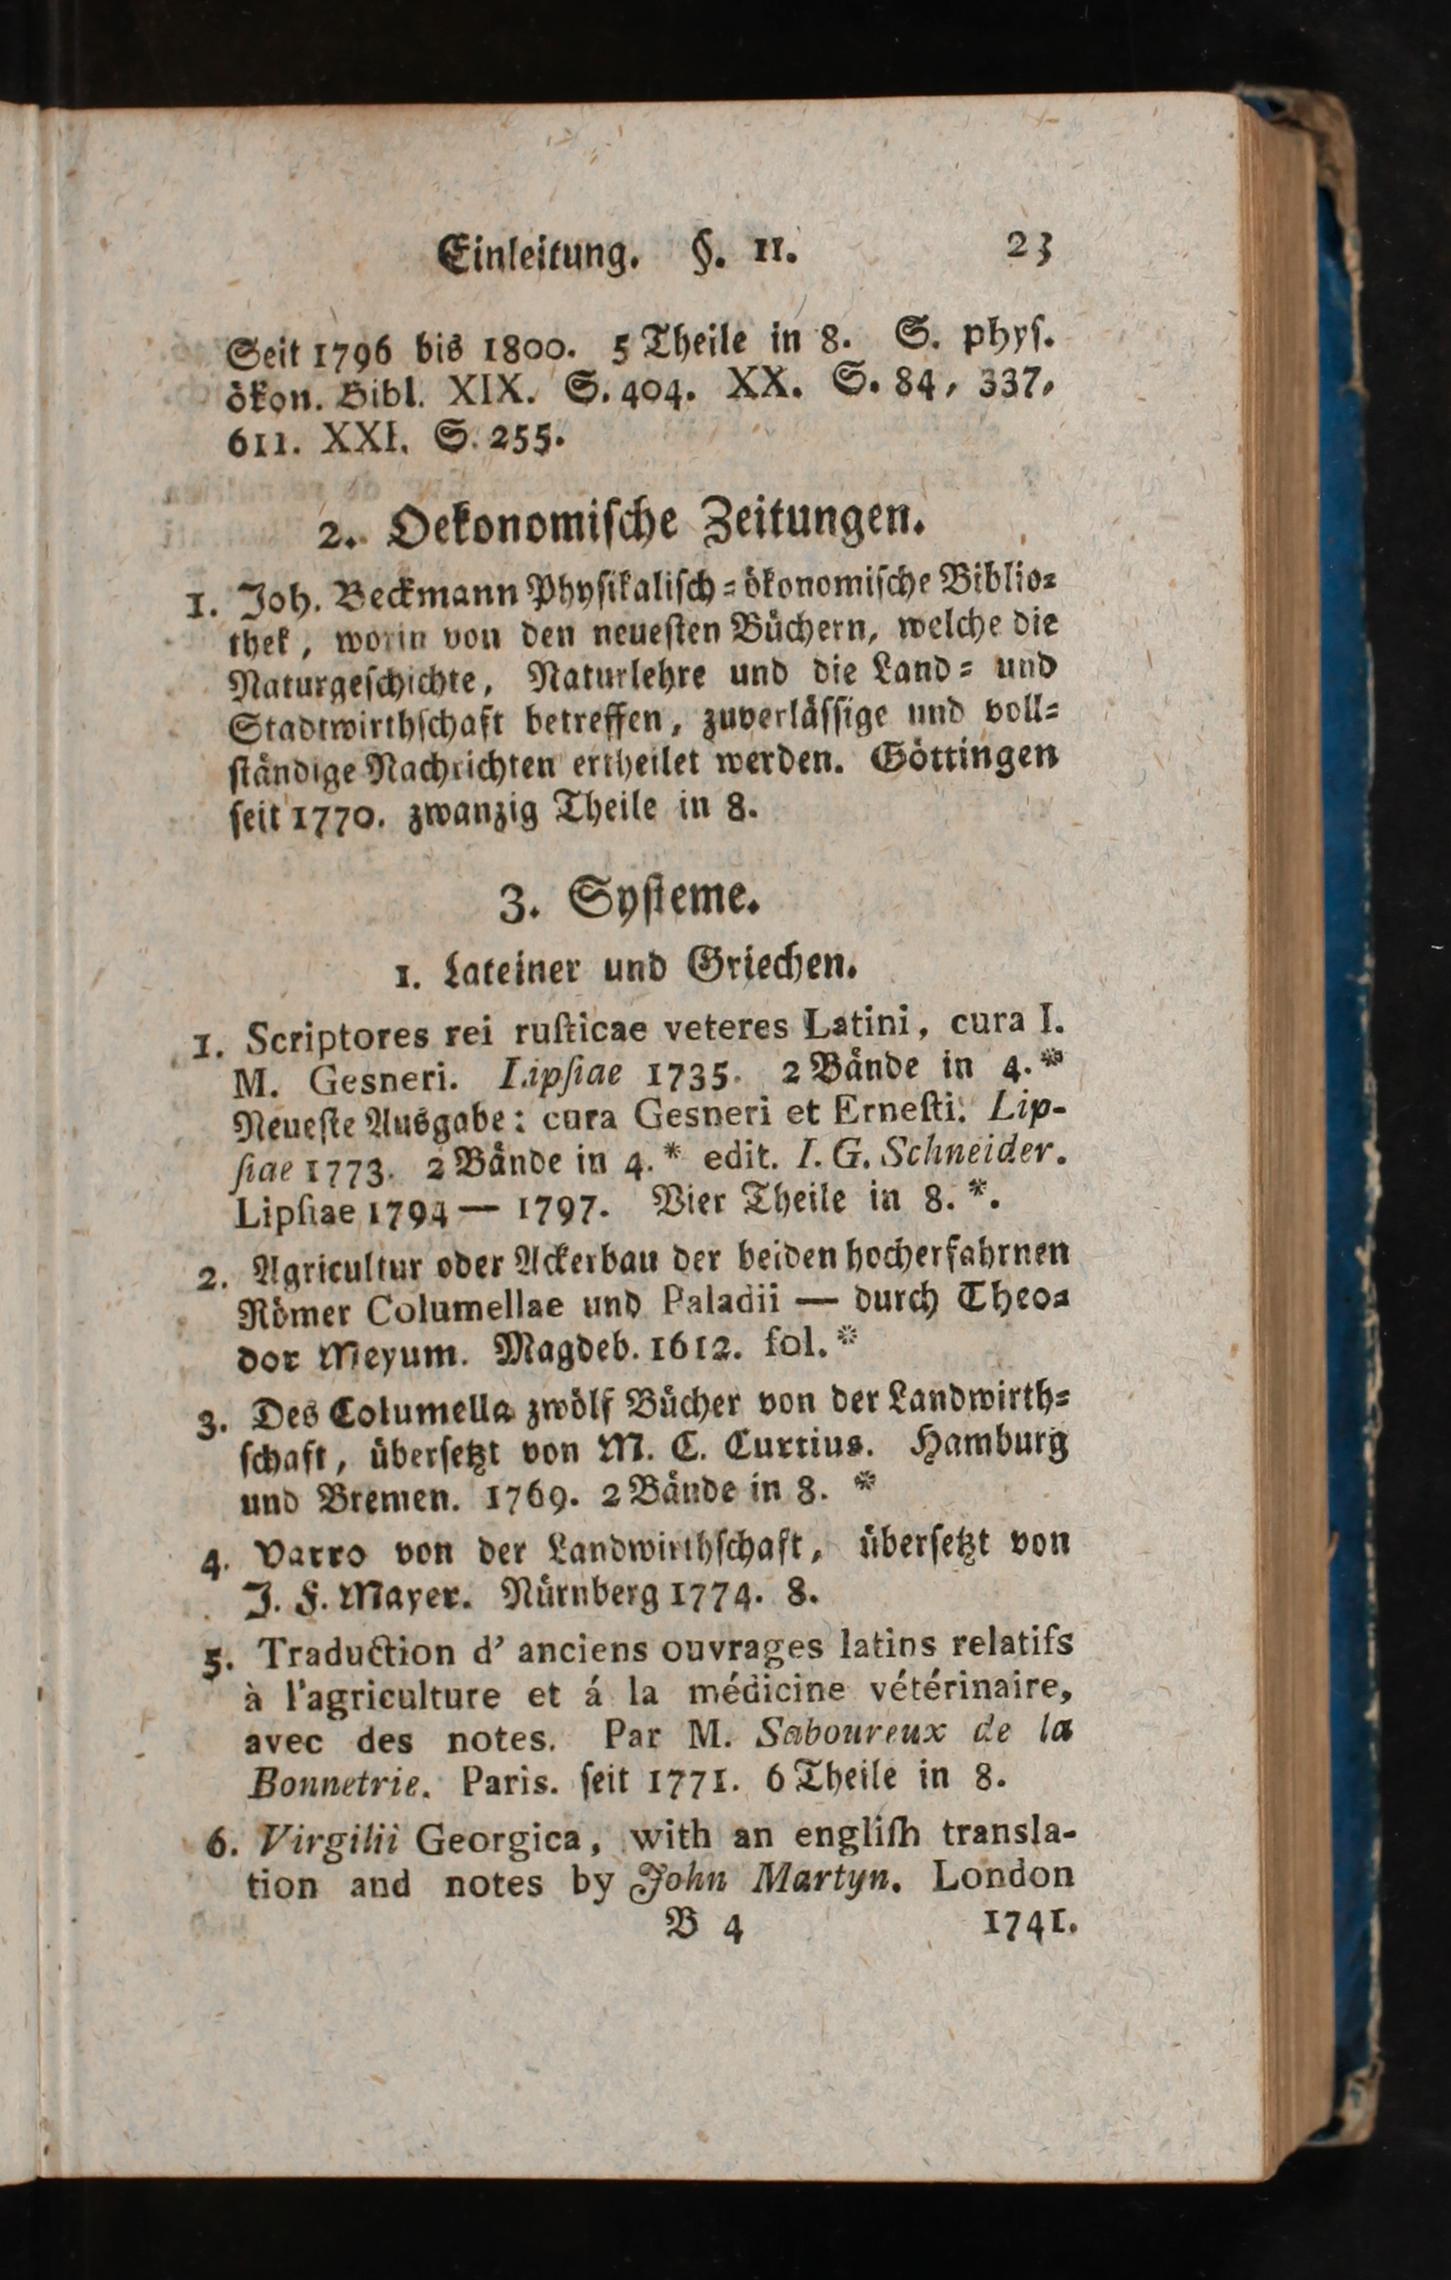 Einleitung. §. 11. 23
Seit 1796 bis 1800. 5 Theile in 8. S. phyſ.
ökon. Bibl. XIX. S. 404. XX. S. 84, 337,
611. XXI. S. 255.
2. Oekonomiſche Zeitungen.
1. Joh. Beckmann Phyſikaliſch⸗ökonomiſche Biblio⸗
thek, worin von den neueſten Büchern, welche die
Naturgeſchichte, Naturlehre und die Land⸗ und
Stadtwirthſchaft betreffen, zuverläſſige und voll⸗
ſtändige Nachrichten ertheilet werden. Göttingen
ſeit 1770. zwanzig Theile in 8.
3. Syſteme.
1. Lateiner und Griechen.
1. Scriptores rei ruſticae veteres Latini, cura I.
M. Gesneri. Lipſiae 1735. 2 Bände in 4.*
Neueſte Ausgabe: cura Gesneri et Erneſti. Lip-
ſiae 1773. 2 Bände in 4.* edit. I. G. Schneider.
Lipſiae 1794 — 1797. Vier Theile in 8. *.
2. Agricultur oder Ackerbau der beiden hocherfahrnen
Römer Columellae und Paladii — durch Theo⸗
dor Meyum. Magdeb. 1612. fol.*
3. Des Columella zwölf Bücher von der Landwirth⸗
ſchaft, überſetzt von M. C. Curtius. Hamburg
und Bremen. 1769. 2 Bände in 8. *
4. Varro von der Landwirthſchaft, überſetzt von
J. F. Mayer. Nürnberg 1774. 8.
5. Traduction d' anciens ouvrages latins relatifs
à l'agriculture et á la médicine vétérinaire,
avec des notes. Par M. Saboureux de la
Bonnetrie. Paris. ſeit 1771. 6 Theile in 8.
6. Virgilii Georgica, with an engliſh transla-
tion and notes by John Martyn. London
B 4 1741.